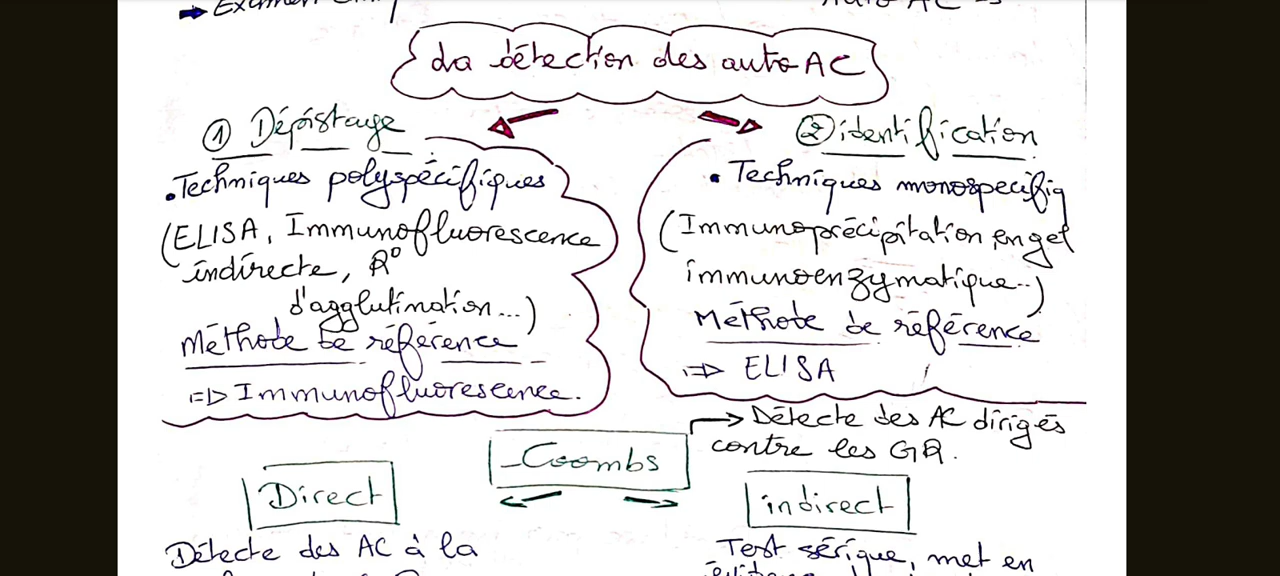 La détection des auto AC
① Dépistage
• Techniques polyspécifiques
(ELISA, Immunofluorescence
indirecte, R°
d'agglutination...)
Méthode de référence
=> Immunofluorescence.
② identification
• Techniques monospécifiq
(Immunoprécipitation en gel
immunoenzymatique..)
Méthode de référence
=> ELISA
Coombs
→ Détecte des AC dirigés
contre les GR.
Direct
Détecte des AC à la
indirect
Test sérique, met en